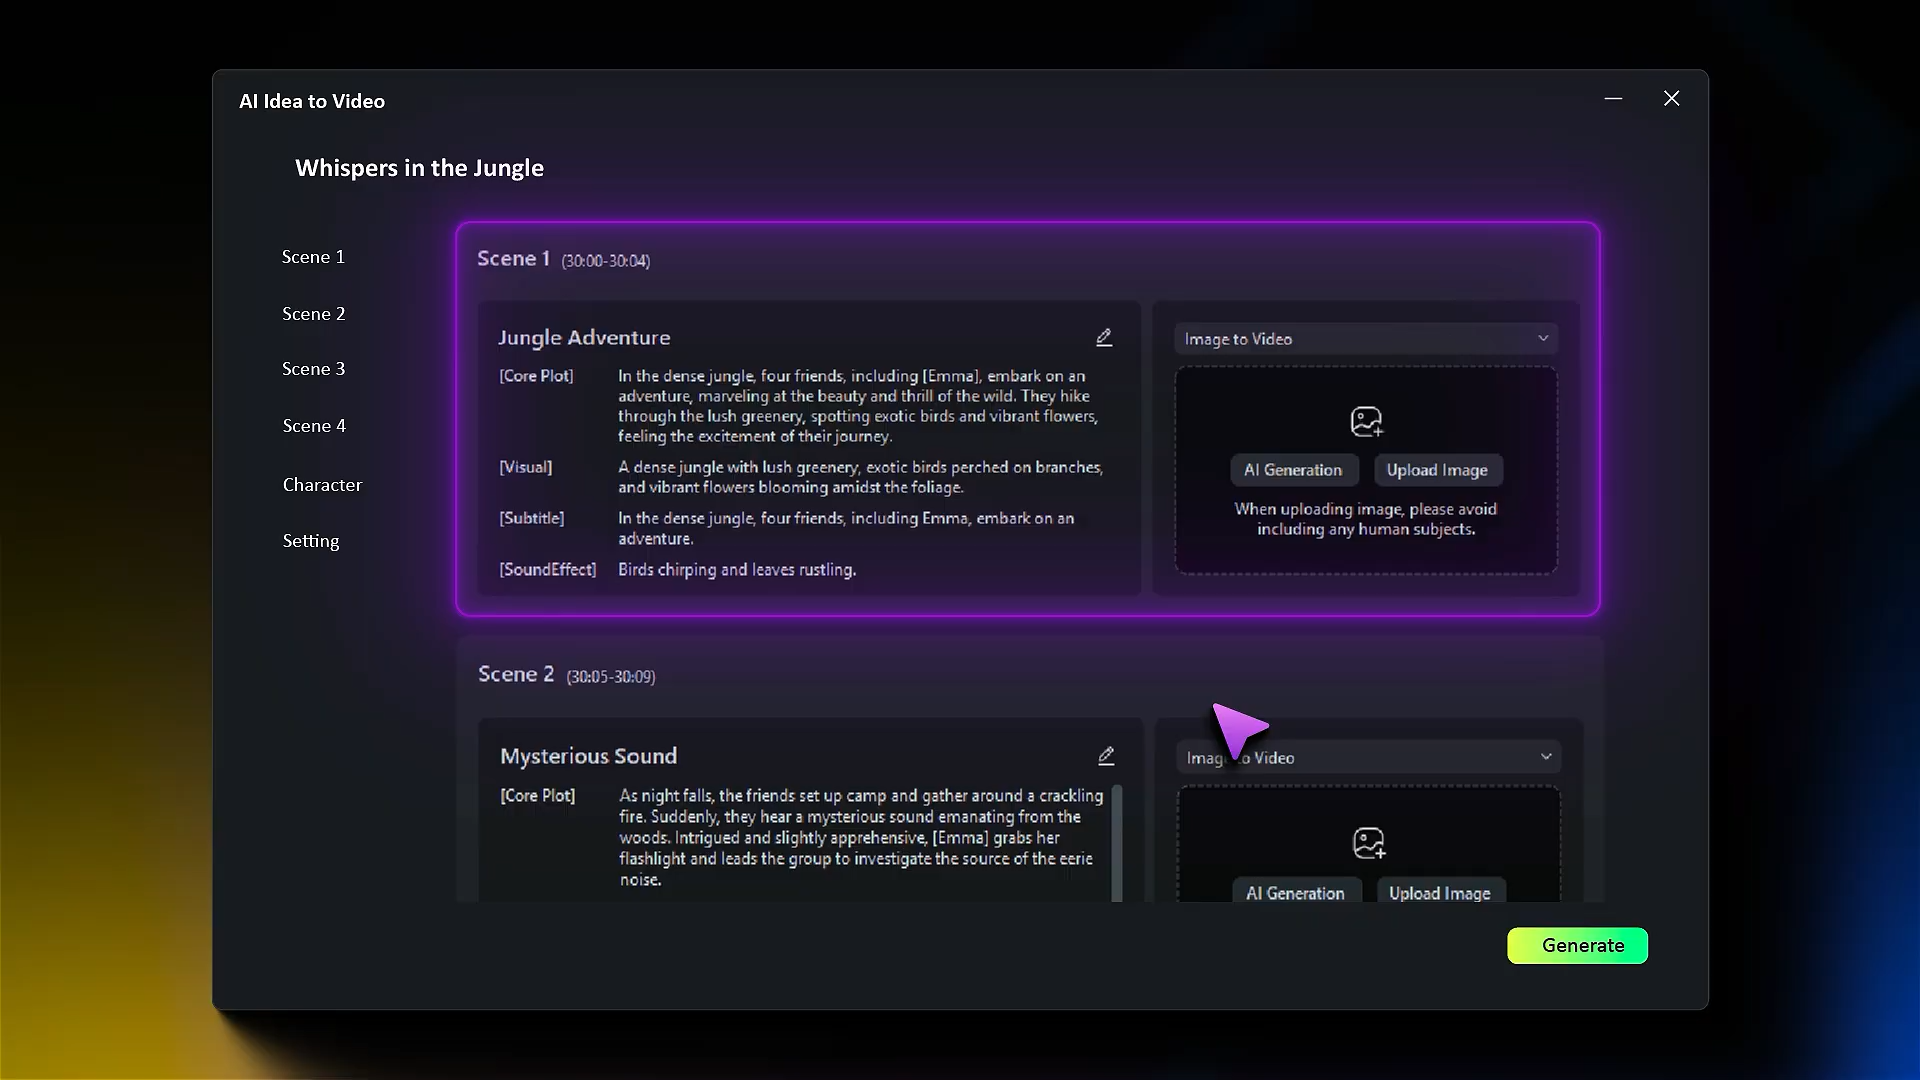 AI Idea to Video
Whispers in the Jungle
Scene 1
Scene 2
Scene 3
Scene 4
Character
Setting
Scene 1 (30:00-30:04)
Jungle Adventure
[Core Plot] In the dense jungle, four friends, including [Emma], embark on an
adventure, marveling at the beauty and thrill of the wild. They hike
through the lush greenery, spotting exotic birds and vibrant flowers,
feeling the excitement of their journey.
[Visual] A dense jungle with lush greenery, exotic birds perched on branches,
and vibrant flowers blooming amidst the foliage.
[Subtitle] In the dense jungle, four friends, including Emma, embark on an
adventure.
[SoundEffect] Birds chirping and leaves rustling.
Image to Video
AI Generation Upload Image
When uploading image, please avoid
including any human subjects.
Scene 2 (30:05-30:09)
Mysterious Sound
[Core Plot] As night falls, the friends set up camp and gather around a crackling
fire. Suddenly, they hear a mysterious sound emanating from the
woods. Intrigued and slightly apprehensive, [Emma] grabs her
flashlight and leads the group to investigate the source of the eerie
noise.
Image to Video
AI Generation Upload Image
Generate